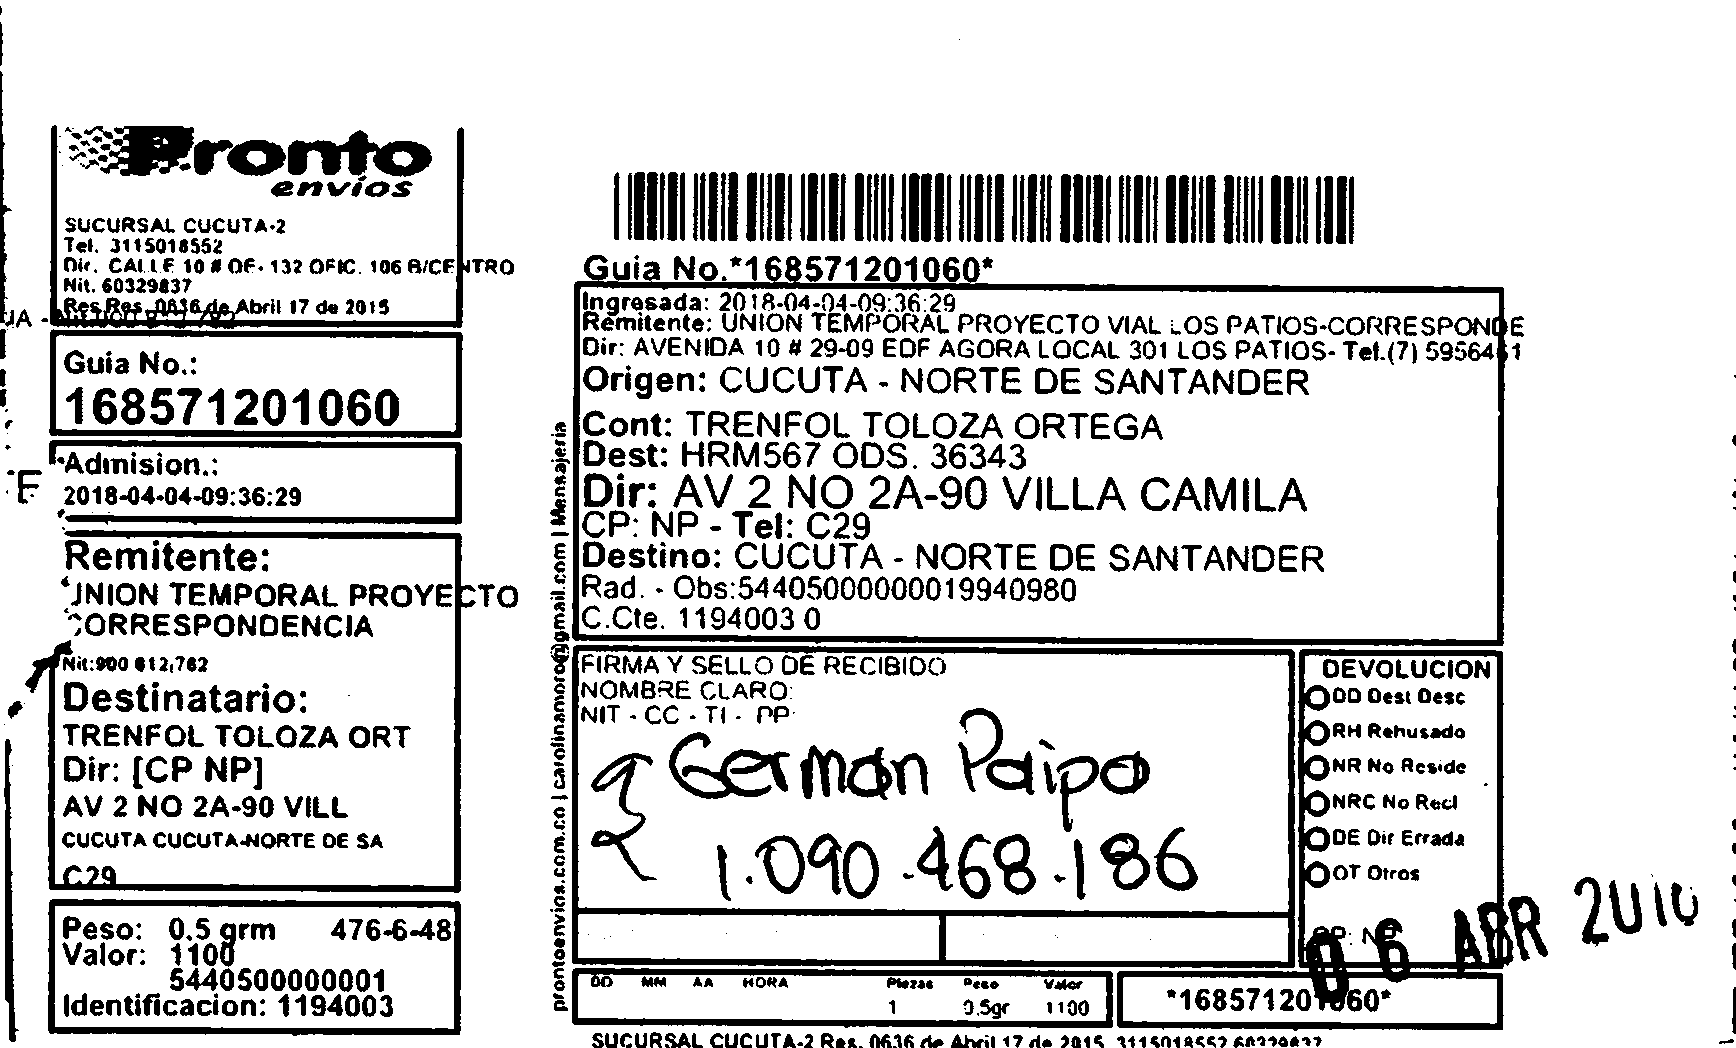 Pronto
envíos
SUCURSAL CUCUTA-2
Tel. 3115018552
Dir. CALLE 10 # OE- 132 OFIC. 106 B/CENTRO
Nit. 60329837
Res.Res. 0636 de Abril 17 de 2015
Guia No.:
168571201060
Admision.:
2018-04-04-09:36:29
Remitente:
UNION TEMPORAL PROYECTO
CORRESPONDENCIA
Nit:900 612,762
Destinatario:
TRENFOL TOLOZA ORT
Dir: [CP NP]
AV 2 NO 2A-90 VILL
CUCUTA CUCUTA-NORTE DE SA
C29
Peso: 0.5 grm 476-6-48
Valor: 1100
5440500000001
Identificacion: 1194003
prontoenvios.com.co | carolinamoro@gmail.com | Mensajeria
Guia No.*168571201060*
Ingresada: 2018-04-04-09:36:29
Remitente: UNION TEMPORAL PROYECTO VIAL LOS PATIOS-CORRESPONDE
Dir: AVENIDA 10 # 29-09 EDF AGORA LOCAL 301 LOS PATIOS- Tel.(7) 5956461
Origen: CUCUTA - NORTE DE SANTANDER
Cont: TRENFOL TOLOZA ORTEGA
Dest: HRM567 ODS. 36343
Dir: AV 2 NO 2A-90 VILLA CAMILA
CP: NP - Tel: C29
Destino: CUCUTA - NORTE DE SANTANDER
Rad. - Obs:54405000000019940980
C.Cte. 1194003 0
FIRMA Y SELLO DE RECIBIDO
NOMBRE CLARO:
NIT - CC - TI - PP:
German Paipa
1.090.468.186
DEVOLUCION
DD Dest Desc
RH Rehusado
NR No Reside
NRC No Recl
DE Dir Errada
OT Otros
CP: NP
06 ABR
DD MM AA HORA Piezas Peso Valor
1 0.5gr 1100
*168571201060*
SUCURSAL CUCUTA-2 Res. 0636 de Abril 17 de 2015 3115018552 60329837